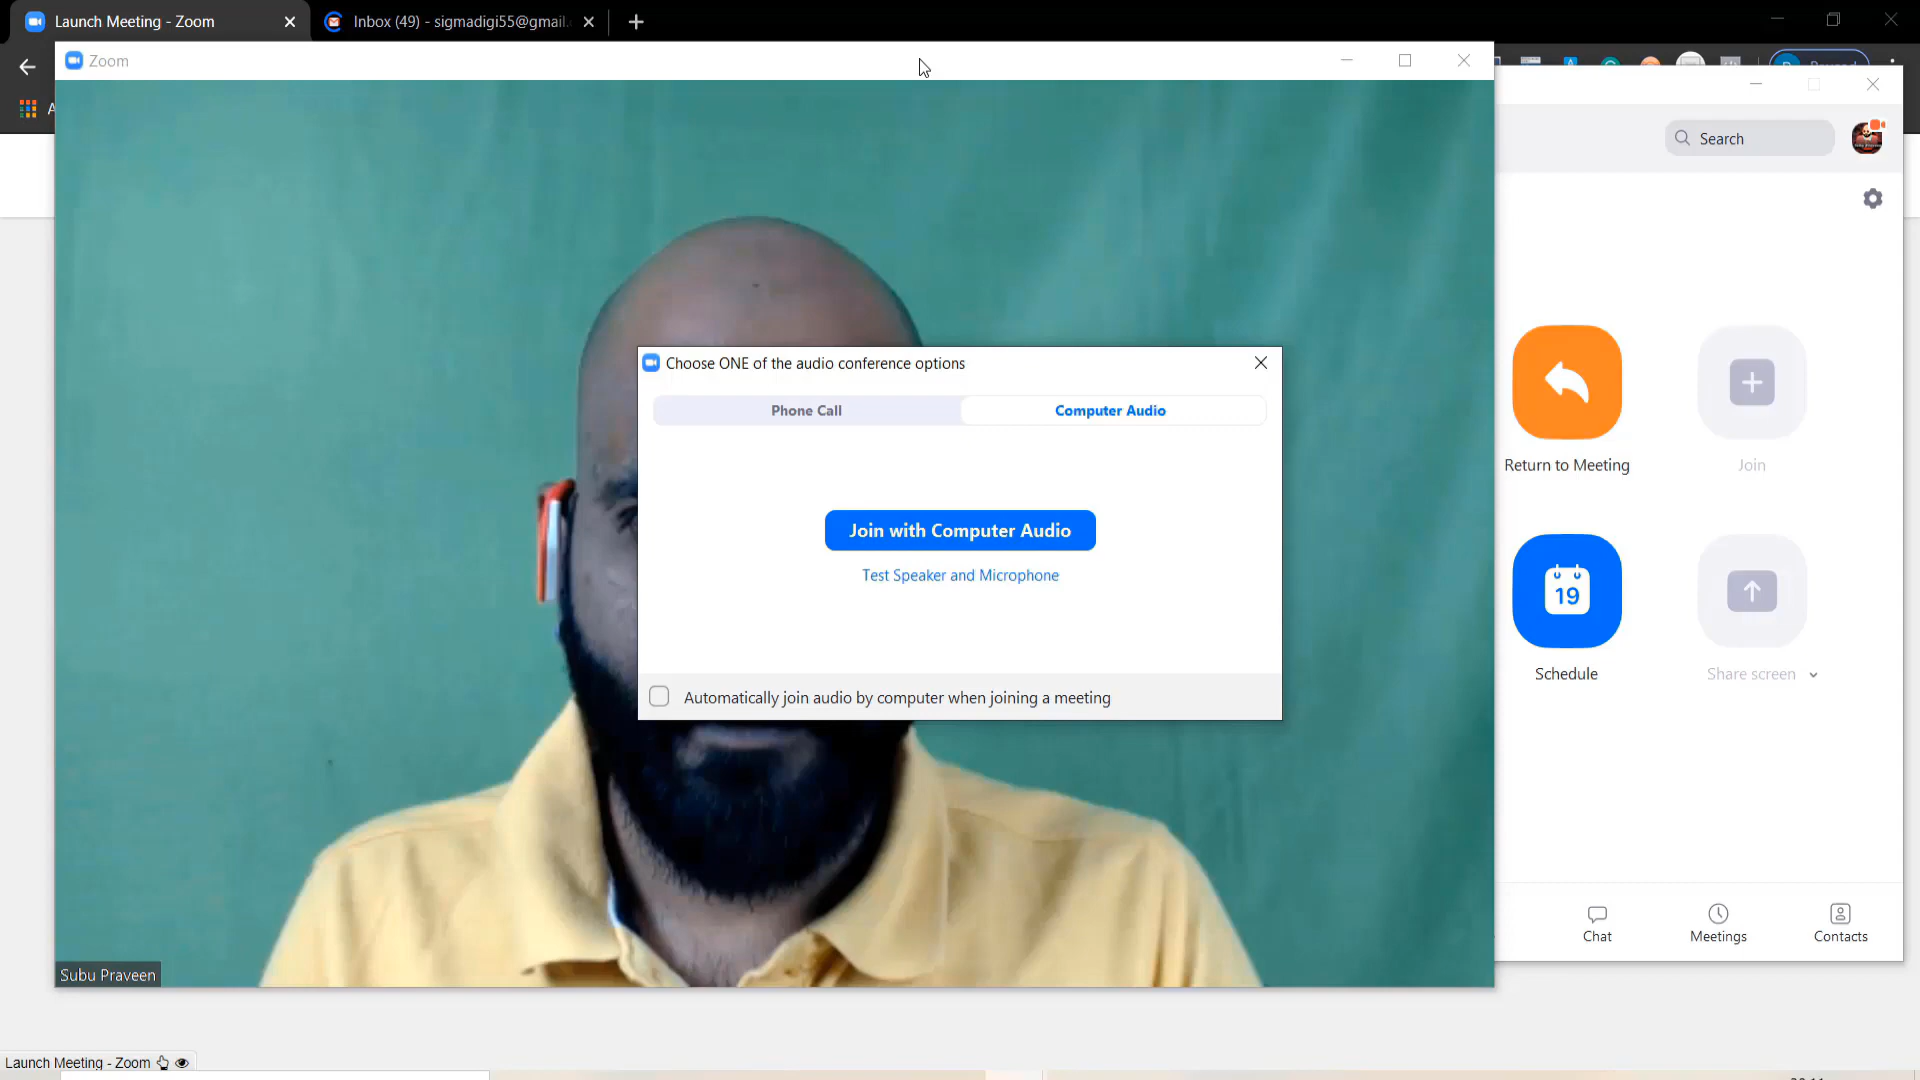 Launch Meeting - Zoom
Inbox (49) - sigmadigi55@gmail.
Zoom
Search
Choose ONE of the audio conference options
Phone Call
Computer Audio
Join with Computer Audio
Test Speaker and Microphone
Automatically join audio by computer when joining a meeting
Return to Meeting
Join
19
Schedule
Share screen
Chat
Meetings
Contacts
Subu Praveen
Launch Meeting - Zoom